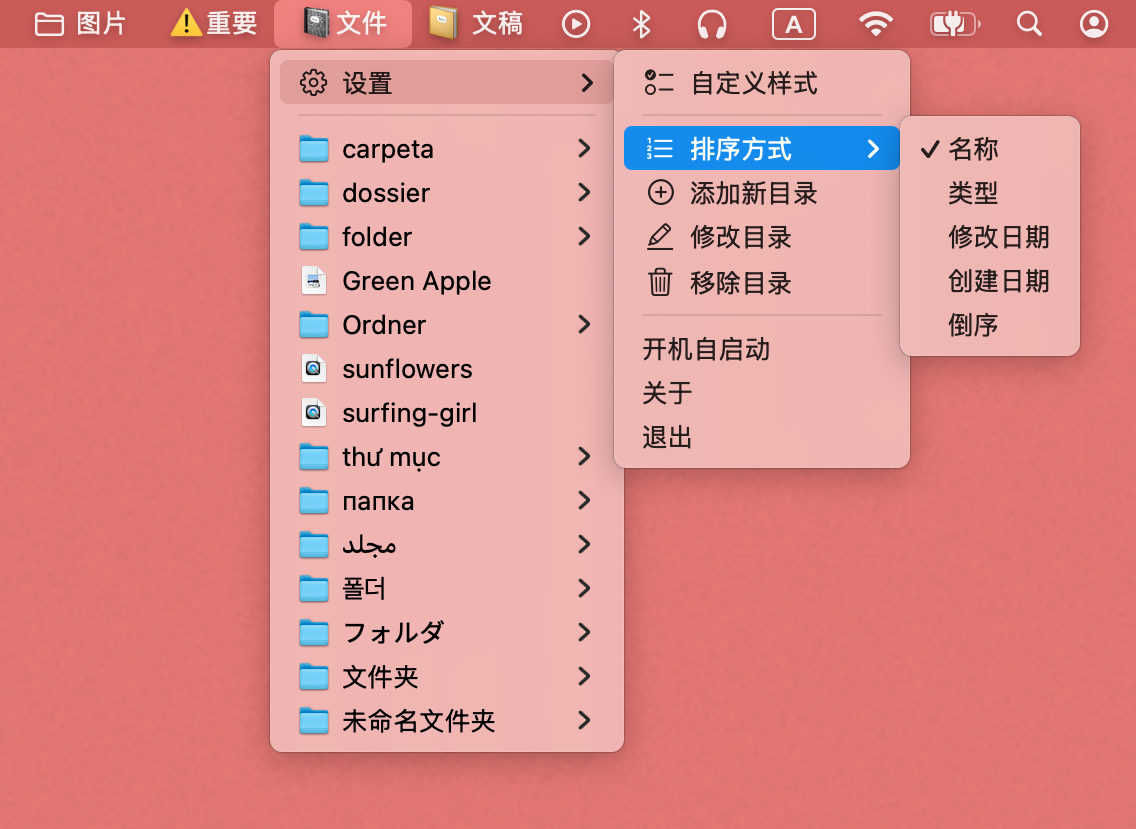 图片 重要 文件 文稿 A
设置
carpeta
dossier
folder
Green Apple
Ordner
sunflowers
surfing-girl
thư mục
папка
مجلد
폴더
フォルダ
文件夹
未命名文件夹
自定义样式
排序方式
添加新目录
修改目录
移除目录
开机自启动
关于
退出
名称
类型
修改日期
创建日期
倒序